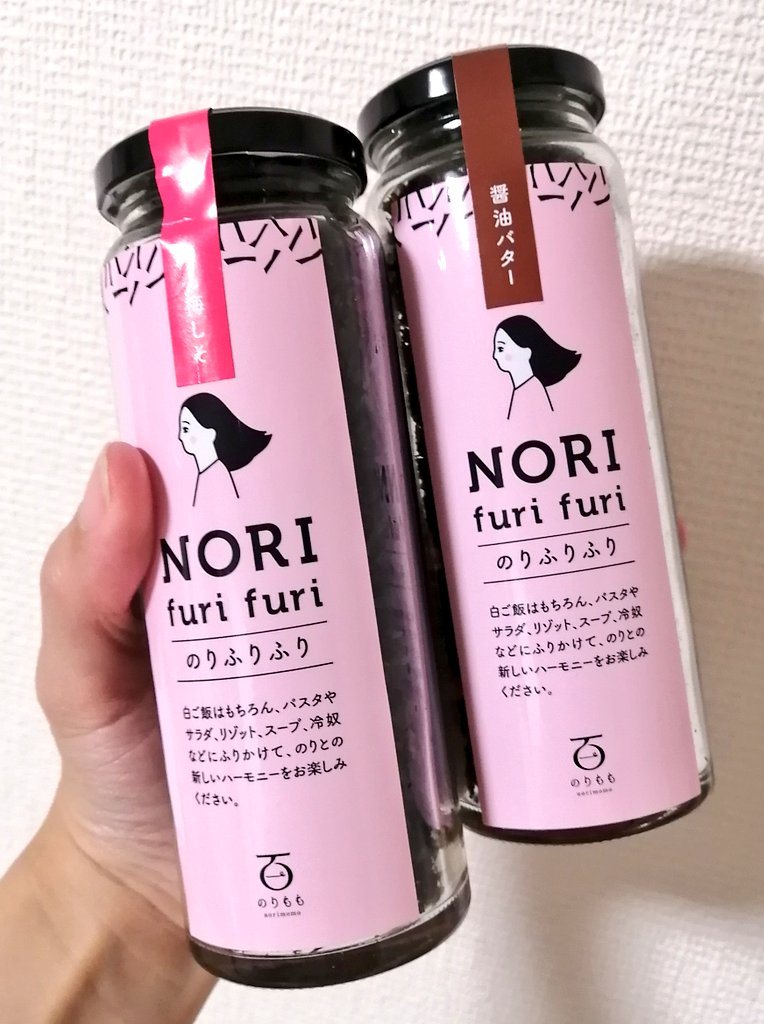 梅しそ
NORI
furi furi
のりふりふり
白ご飯はもちろん、パスタや
サラダ、リゾット、スープ、冷奴
などにふりかけて、のりとの
新しいハーモニーをお楽しみ
ください。
のりもも
norimomo
醤油バター
NORI
furi furi
のりふりふり
白ご飯はもちろん、パスタや
サラダ、リゾット、スープ、冷奴
などにふりかけて、のりとの
新しいハーモニーをお楽しみ
ください。
のりもも
norimomo